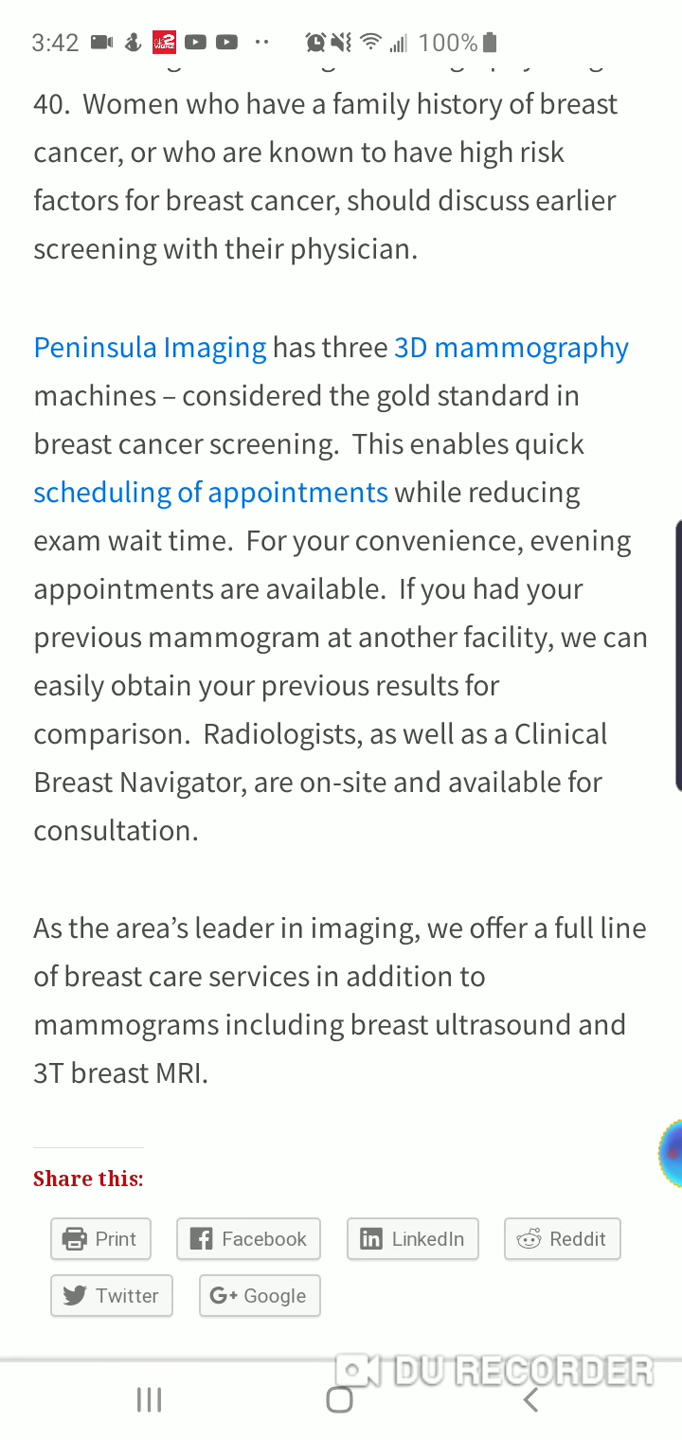 3:42
100%
40.  Women who have a family history of breast
cancer, or who are known to have high risk
factors for breast cancer, should discuss earlier
screening with their physician.
Peninsula Imaging has three 3D mammography
machines – considered the gold standard in
breast cancer screening.  This enables quick
scheduling of appointments while reducing
exam wait time.  For your convenience, evening
appointments are available.  If you had your
previous mammogram at another facility, we can
easily obtain your previous results for
comparison.  Radiologists, as well as a Clinical
Breast Navigator, are on-site and available for
consultation.
As the area’s leader in imaging, we offer a full line
of breast care services in addition to
mammograms including breast ultrasound and
3T breast MRI.
Share this:
Print Facebook LinkedIn Reddit
Twitter G+ Google
DU RECORDER